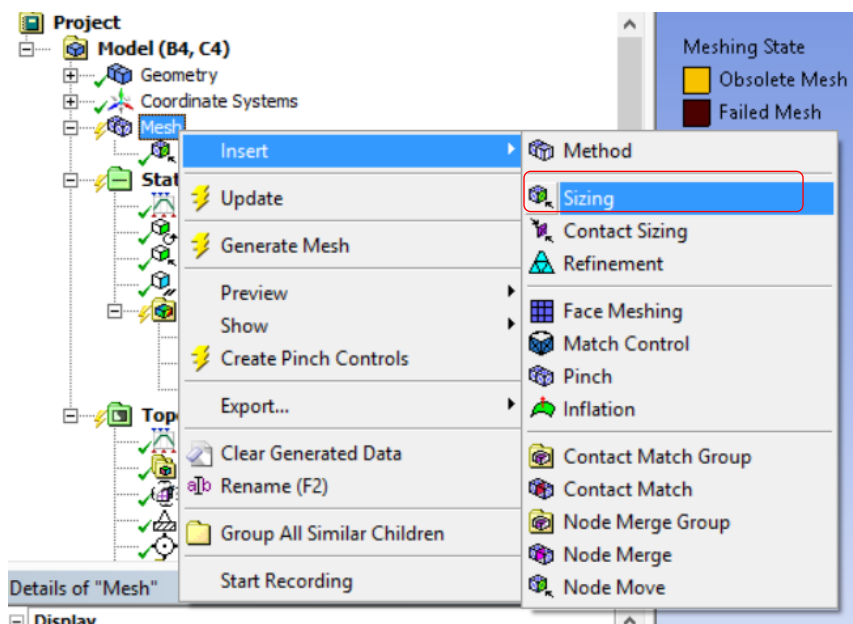 Project
Model (B4, C4)
Geometry
Coordinate Systems
Mesh
Stat
Topo
Insert
Update
Generate Mesh
Preview
Show
Create Pinch Controls
Export...
Clear Generated Data
Rename (F2)
Group All Similar Children
Start Recording
Method
Sizing
Contact Sizing
Refinement
Face Meshing
Match Control
Pinch
Inflation
Contact Match Group
Contact Match
Node Merge Group
Node Merge
Node Move
Meshing State
Obsolete Mesh
Failed Mesh
Details of "Mesh"
Display